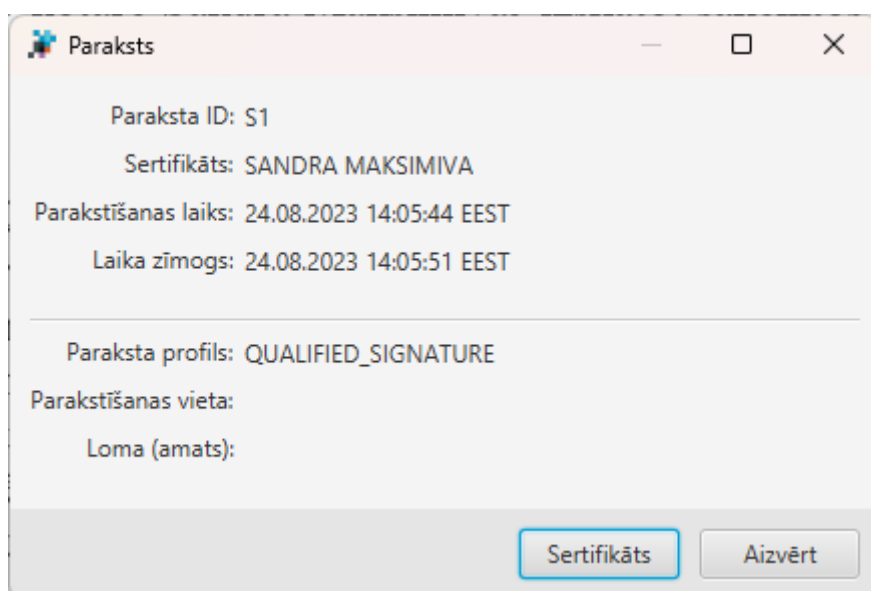 Paraksts
Paraksta ID: S1
Sertifikāts: SANDRA MAKSIMIVA
Parakstīšanas laiks: 24.08.2023 14:05:44 EEST
Laika zīmogs: 24.08.2023 14:05:51 EEST
Paraksta profils: QUALIFIED_SIGNATURE
Parakstīšanas vieta:
Loma (amats):
Sertifikāts Aizvērt